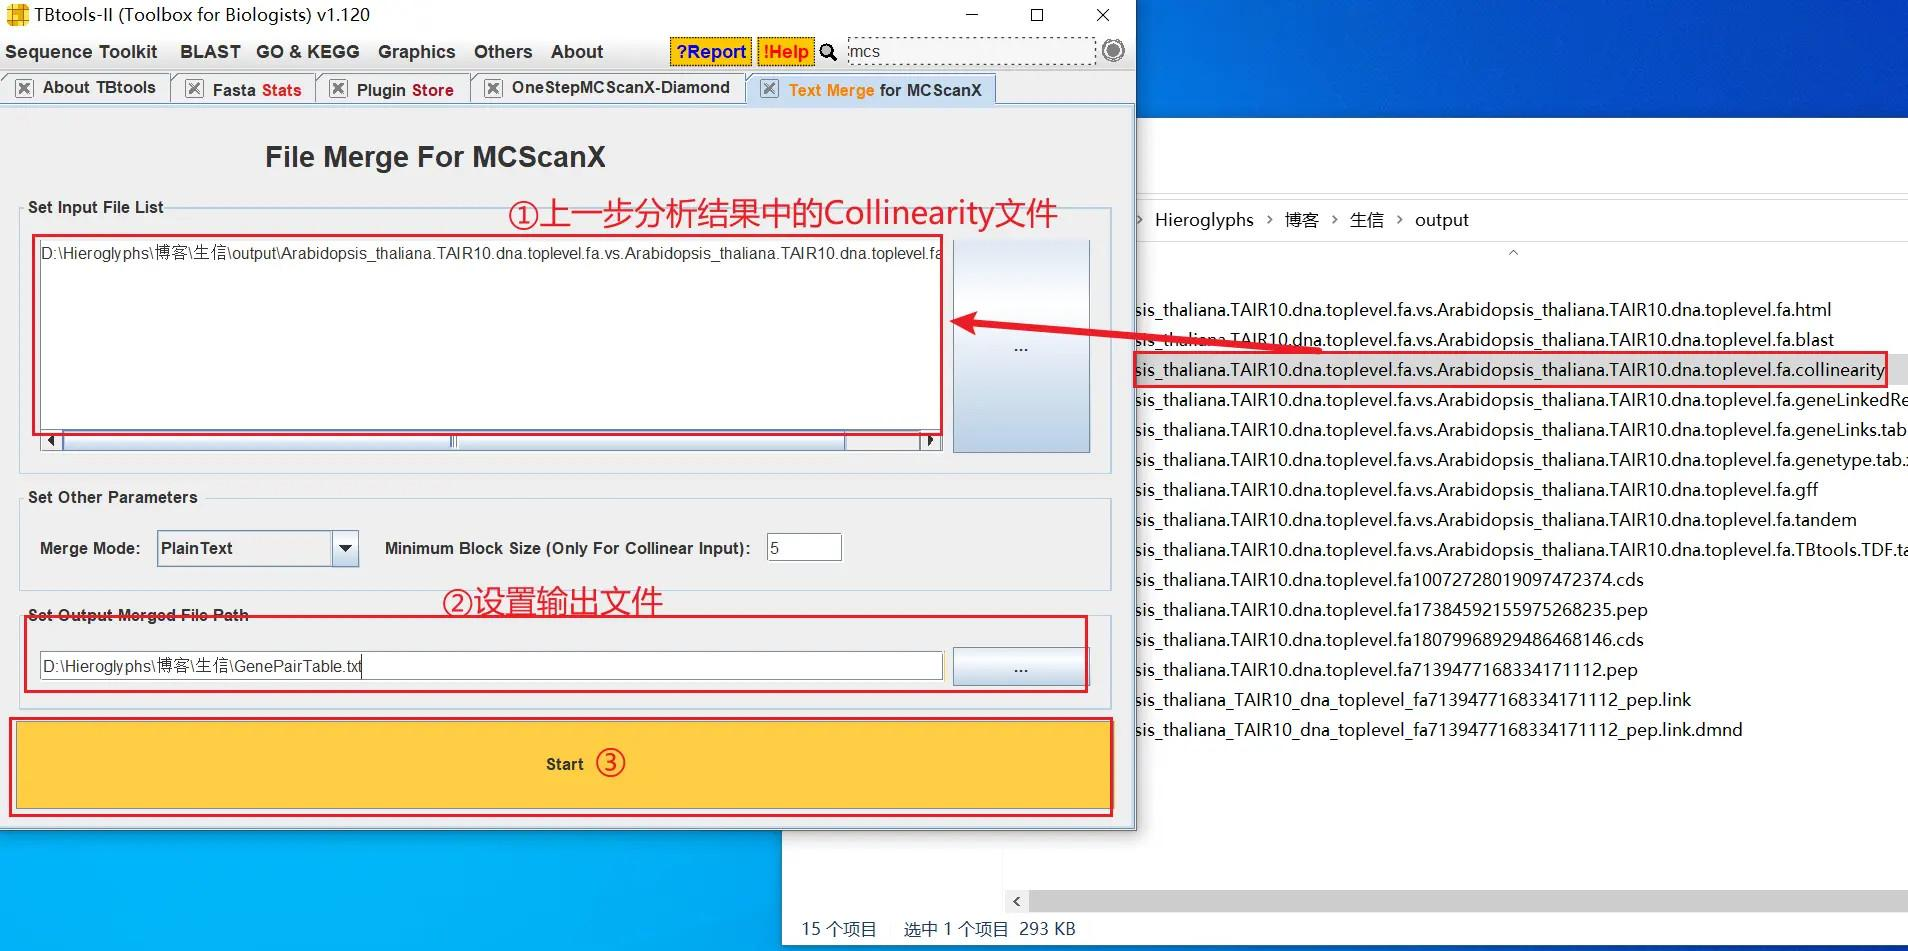 TBtools-II (Toolbox for Biologists) v1.120
Sequence Toolkit BLAST GO & KEGG Graphics Others About ?Report !Help mcs
About TBtools Fasta Stats Plugin Store OneStepMCScanX-Diamond Text Merge for MCScanX
File Merge For MCScanX
Set Input File List
①上一步分析结果中的Collinearity文件
D:\Hieroglyphs\博客\生信\output\Arabidopsis_thaliana.TAIR10.dna.toplevel.fa.vs.Arabidopsis_thaliana.TAIR10.dna.toplevel.fa
...
Set Other Parameters
Merge Mode: PlainText Minimum Block Size (Only For Collinear Input): 5
②设置输出文件
Set Output Merged File Path
D:\Hieroglyphs\博客\生信\GenePairTable.txt ...
Start ③
Hieroglyphs > 博客 > 生信 > output
sis_thaliana.TAIR10.dna.toplevel.fa.vs.Arabidopsis_thaliana.TAIR10.dna.toplevel.fa.html
sis_thaliana.TAIR10.dna.toplevel.fa.vs.Arabidopsis_thaliana.TAIR10.dna.toplevel.fa.blast
sis_thaliana.TAIR10.dna.toplevel.fa.vs.Arabidopsis_thaliana.TAIR10.dna.toplevel.fa.collinearity
sis_thaliana.TAIR10.dna.toplevel.fa.vs.Arabidopsis_thaliana.TAIR10.dna.toplevel.fa.geneLinkedRe
sis_thaliana.TAIR10.dna.toplevel.fa.vs.Arabidopsis_thaliana.TAIR10.dna.toplevel.fa.geneLinks.tab
sis_thaliana.TAIR10.dna.toplevel.fa.vs.Arabidopsis_thaliana.TAIR10.dna.toplevel.fa.genetype.tab.x
sis_thaliana.TAIR10.dna.toplevel.fa.vs.Arabidopsis_thaliana.TAIR10.dna.toplevel.fa.gff
sis_thaliana.TAIR10.dna.toplevel.fa.vs.Arabidopsis_thaliana.TAIR10.dna.toplevel.fa.tandem
sis_thaliana.TAIR10.dna.toplevel.fa.vs.Arabidopsis_thaliana.TAIR10.dna.toplevel.fa.TBtools.TDF.ta
sis_thaliana.TAIR10.dna.toplevel.fa10072728019097472374.cds
sis_thaliana.TAIR10.dna.toplevel.fa17384592155975268235.pep
sis_thaliana.TAIR10.dna.toplevel.fa18079968929486468146.cds
sis_thaliana.TAIR10.dna.toplevel.fa7139477168334171112.pep
sis_thaliana_TAIR10_dna_toplevel_fa7139477168334171112_pep.link
sis_thaliana_TAIR10_dna_toplevel_fa7139477168334171112_pep.link.dmnd
15 个项目 选中 1 个项目 293 KB